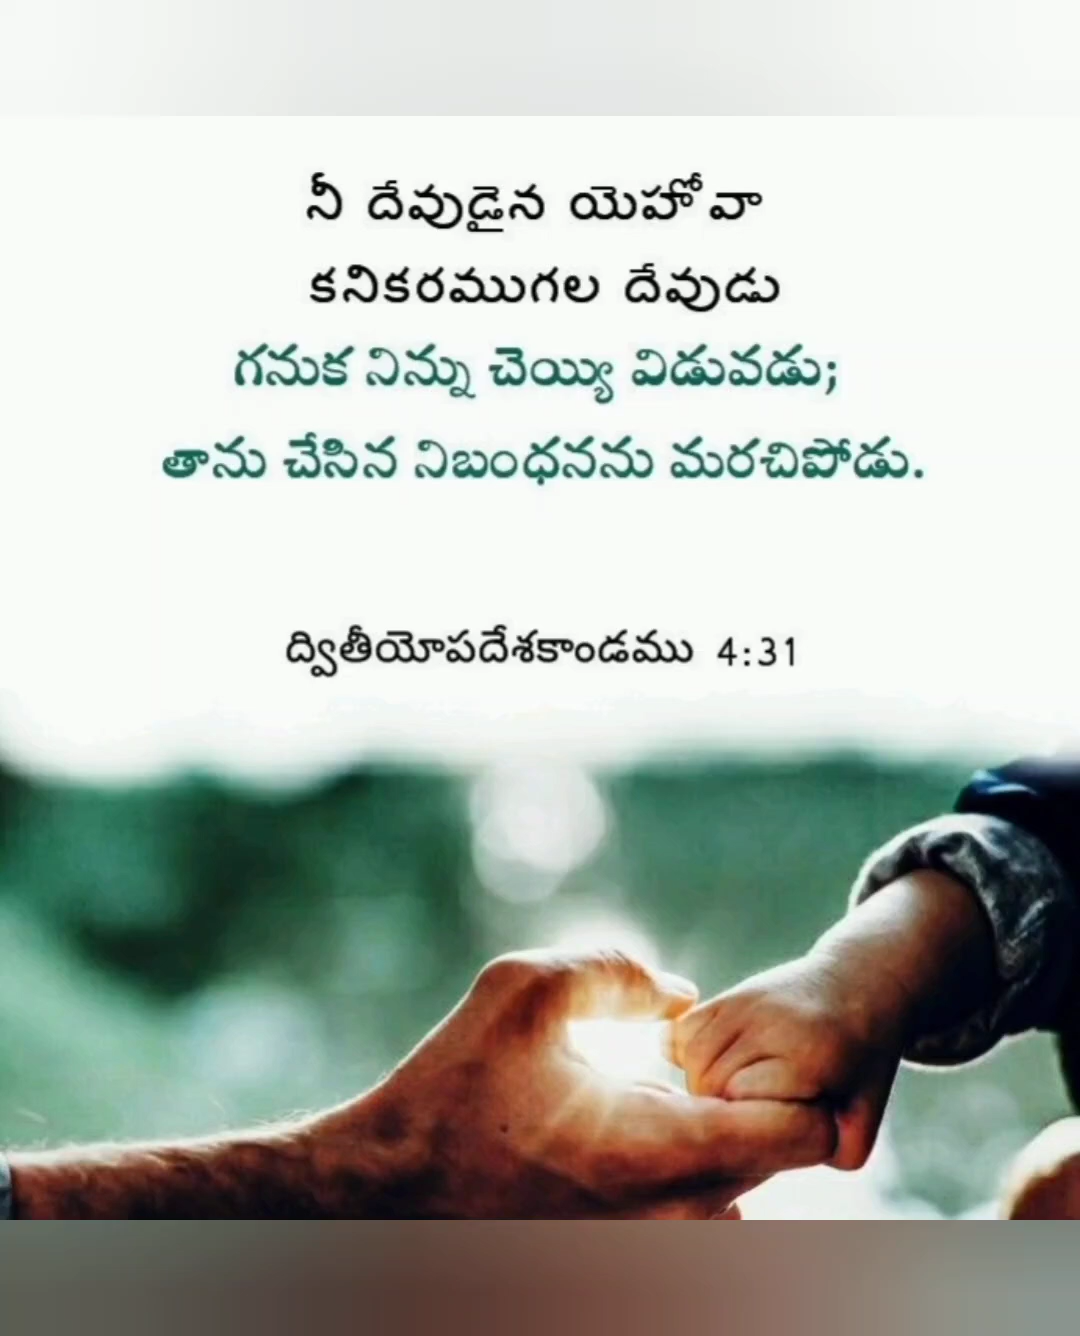 నీ దేవుడైన యెహోవా
కనికరముగల దేవుడు
గనుక నిన్ను చెయ్యి విడువడు;
తాను చేసిన నిబంధనను మరచిపోడు.
ద్వితీయోపదేశకాండము 4:31